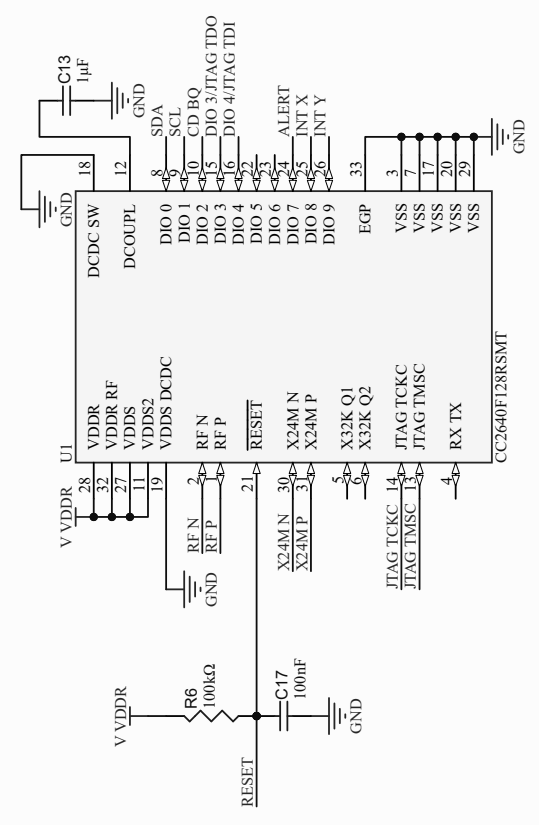 U1
V VDDR
28 VDDR
32 VDDR RF
27 VDDS
11 VDDS2
19 VDDS DCDC
GND
RF N 2 RF N
RF P 1 RF P
21 RESET
X24M N 30 X24M N
X24M P 31 X24M P
5 X32K Q1
6 X32K Q2
JTAG TCKC 14 JTAG TCKC
JTAG TMSC 13 JTAG TMSC
4 RX TX
CC2640F128RSMT
DCDC SW 18
GND
DCOUPL 12
C13
1µF
GND
DIO 0 8 SDA
DIO 1 9 SCL
DIO 2 10 CD BQ
DIO 3 15 DIO 3/JTAG TDO
DIO 4 16 DIO 4/JTAG TDI
DIO 5 22
DIO 6 23
DIO 7 24 ALERT
DIO 8 25 INT X
DIO 9 26 INT Y
EGP 33
VSS 3
VSS 7
VSS 17
VSS 20
VSS 29
GND
V VDDR
R6
100kΩ
RESET
C17
100nF
GND